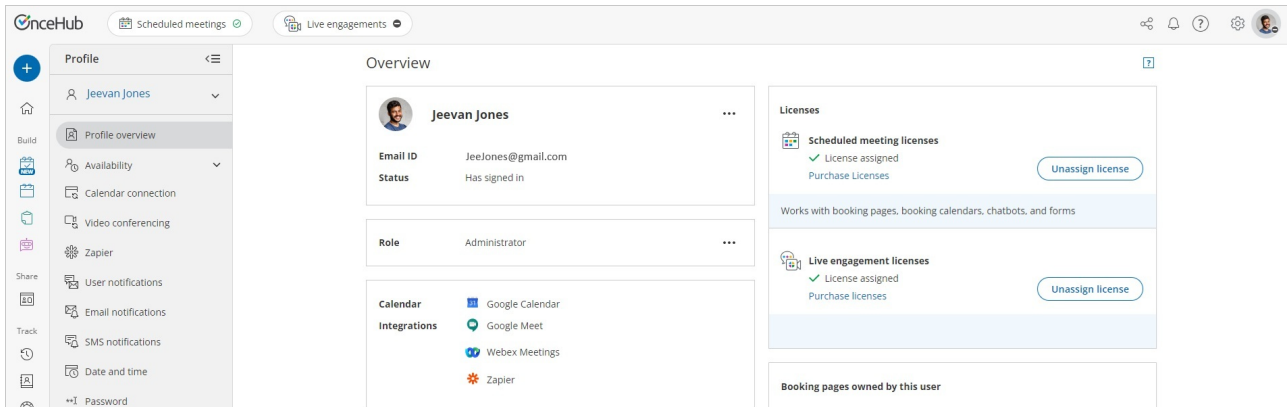 OnceHub
Scheduled meetings
Live engagements
?
Profile
Jeevan Jones
Profile overview
Availability
Calendar connection
Video conferencing
Zapier
User notifications
Email notifications
SMS notifications
Date and time
Password
Build
NEW
Share
Track
Overview
?
Jeevan Jones
Email ID JeeJones@gmail.com
Status Has signed in
Role Administrator
Calendar Google Calendar
Integrations Google Meet
Webex Meetings
Zapier
Licenses
Scheduled meeting licenses
License assigned
Purchase Licenses
Unassign license
Works with booking pages, booking calendars, chatbots, and forms
Live engagement licenses
License assigned
Purchase licenses
Unassign license
Booking pages owned by this user